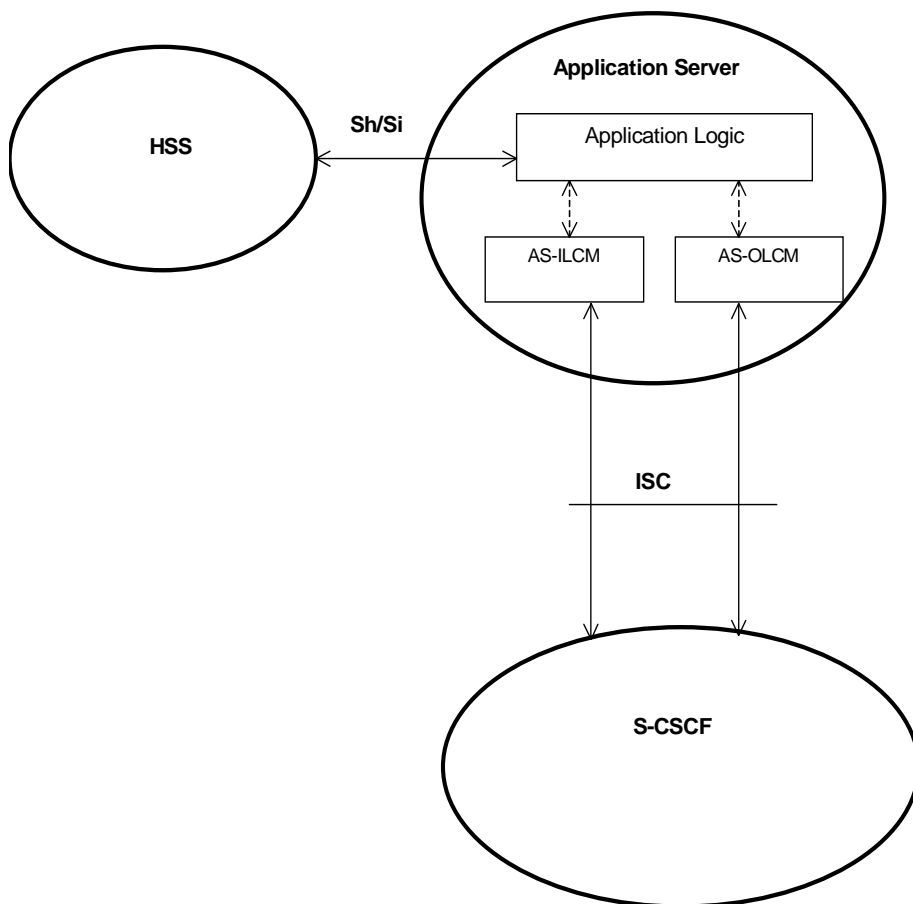 Application Server
Sh/Si
HSS
Application Logic
AS-ILCM
AS-OLCM
ISC
S-CSCF